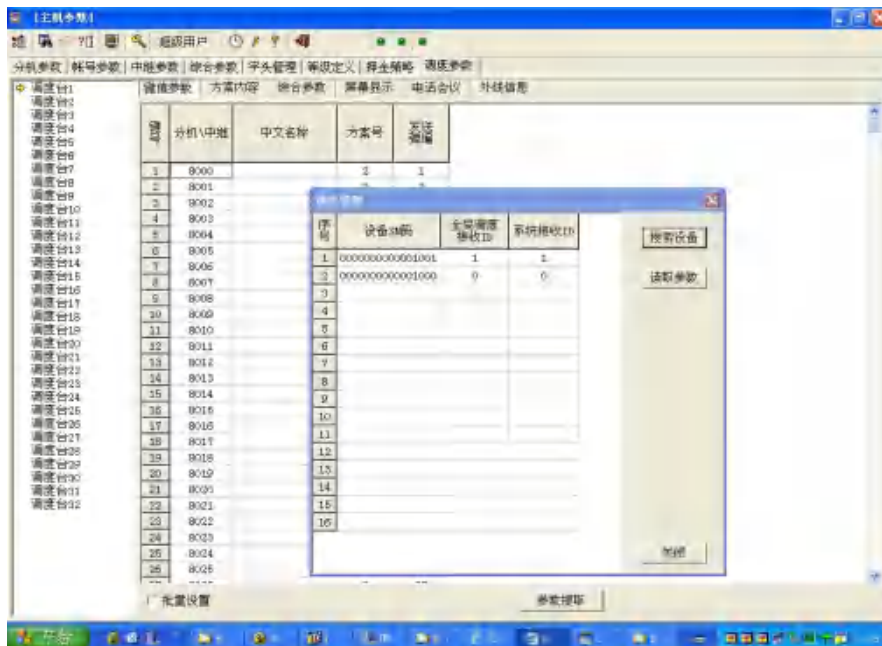 【主机参数】
超级用户
分机参数 帐号参数 中继参数 综合参数 字头管理 等级定义 押金策略 调度参数
键值参数 方案内容 综合参数 屏幕显示 电话会议 外线信息
调度台1
调度台2
调度台3
调度台4
调度台5
调度台6
调度台7
调度台8
调度台9
调度台10
调度台11
调度台12
调度台13
调度台14
调度台15
调度台16
调度台17
调度台18
调度台19
调度台20
调度台21
调度台22
调度台23
调度台24
调度台25
调度台26
调度台27
调度台28
调度台29
调度台30
调度台31
调度台32
分机\中继 中文名称 方案号 发送
1 8000 2 1
2 8001
3 8002
4 8003
5 8004
6 8005
7 8006
8 8007
9 8008
10 8009
11 8010
12 8011
13 8012
14 8013
15 8014
16 8015
17 8016
18 8017
19 8018
20 8019
21 8020
22 8021
23 8022
24 8023
25 8024
26 8025
序号 设备SN码 全局调度接收ID 系统接收ID
1 0000000000001001 1 1
2 0000000000001000 0 0
3
4
5
6
7
8
9
10
11
12
13
14
15
16
搜索设备
读取参数
关闭
批量设置
参数提取
开始